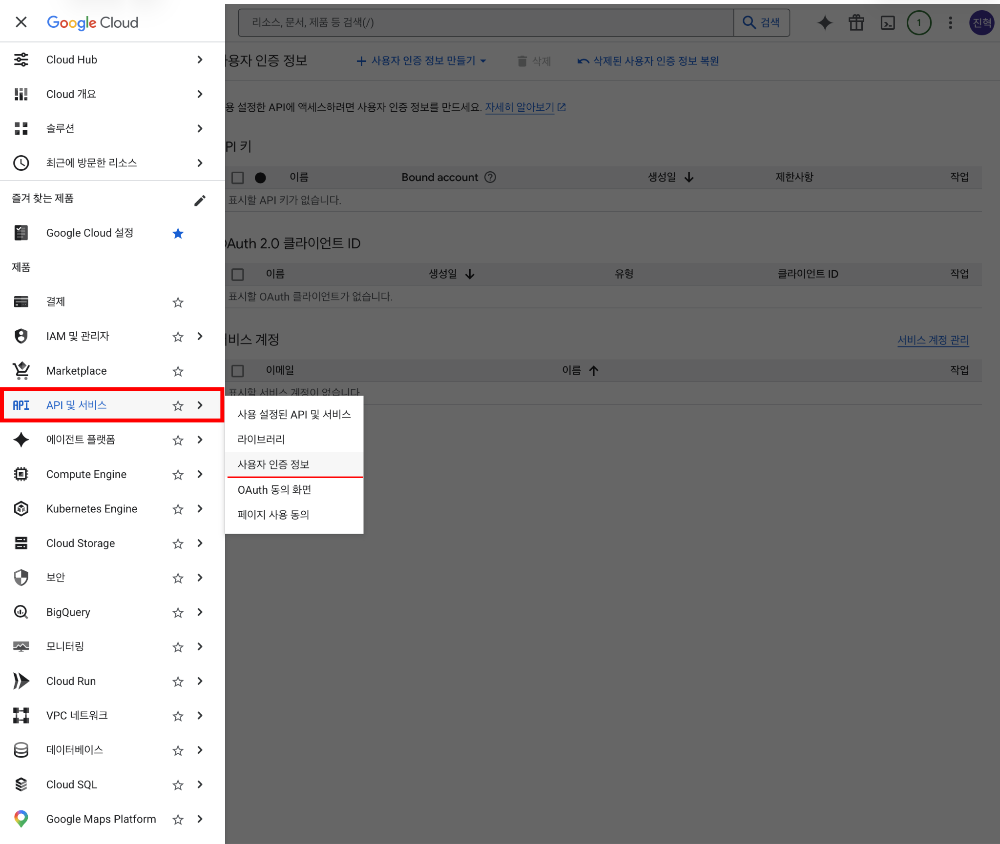 Google Cloud
Cloud Hub
Cloud 개요
솔루션
최근에 방문한 리소스
즐겨 찾는 제품
Google Cloud 설정
제품
결제
IAM 및 관리자
Marketplace
API API 및 서비스
에이전트 플랫폼
Compute Engine
Kubernetes Engine
Cloud Storage
보안
BigQuery
모니터링
Cloud Run
VPC 네트워크
데이터베이스
Cloud SQL
Google Maps Platform
사용 설정된 API 및 서비스
라이브러리
사용자 인증 정보
OAuth 동의 화면
페이지 사용 동의
리소스, 문서, 제품 등 검색(/) 검색 1 진혁
사용자 인증 정보 사용자 인증 정보 만들기 삭제 삭제된 사용자 인증 정보 복원
용 설정한 API에 액세스하려면 사용자 인증 정보를 만드세요. 자세히 알아보기
PI 키
이름 Bound account 생성일 제한사항 작업
표시할 API 키가 없습니다.
OAuth 2.0 클라이언트 ID
이름 생성일 유형 클라이언트 ID 작업
표시할 OAuth 클라이언트가 없습니다.
비스 계정 서비스 계정 관리
이메일 이름 작업
표시할 서비스 계정이 없습니다